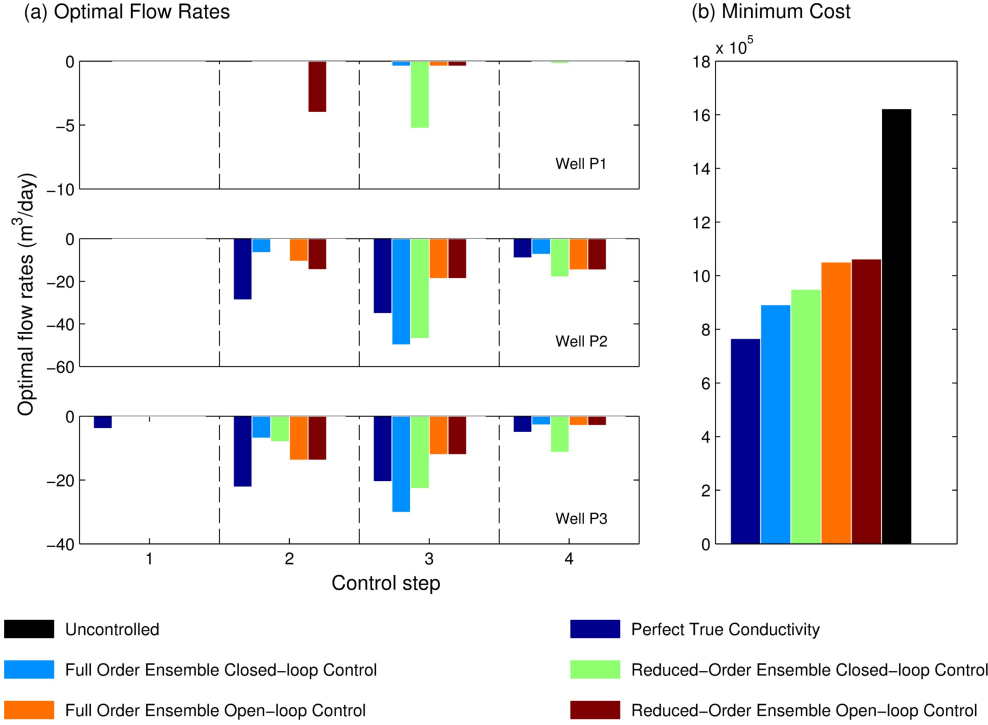 (a) Optimal Flow Rates
(b) Minimum Cost
Optimal flow rates (m³/day)
0
−5
−10
Well P1
0
−20
−40
−60
Well P2
0
−20
−40
Well P3
1
2
3
4
Control step
x 10⁵
18
16
14
12
10
8
6
4
2
0
Uncontrolled
Perfect True Conductivity
Full Order Ensemble Closed−loop Control
Reduced−Order Ensemble Closed−loop Control
Full Order Ensemble Open−loop Control
Reduced−Order Ensemble Open−loop Control